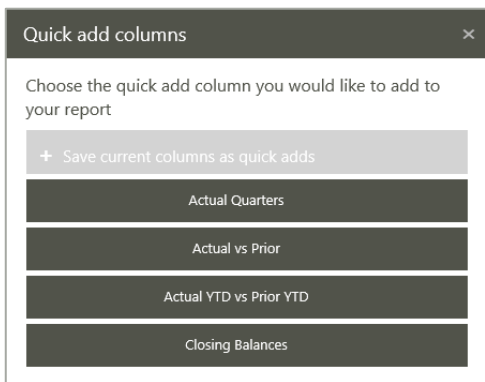 Quick add columns ×
Choose the quick add column you would like to add to
your report
+ Save current columns as quick adds
Actual Quarters
Actual vs Prior
Actual YTD vs Prior YTD
Closing Balances